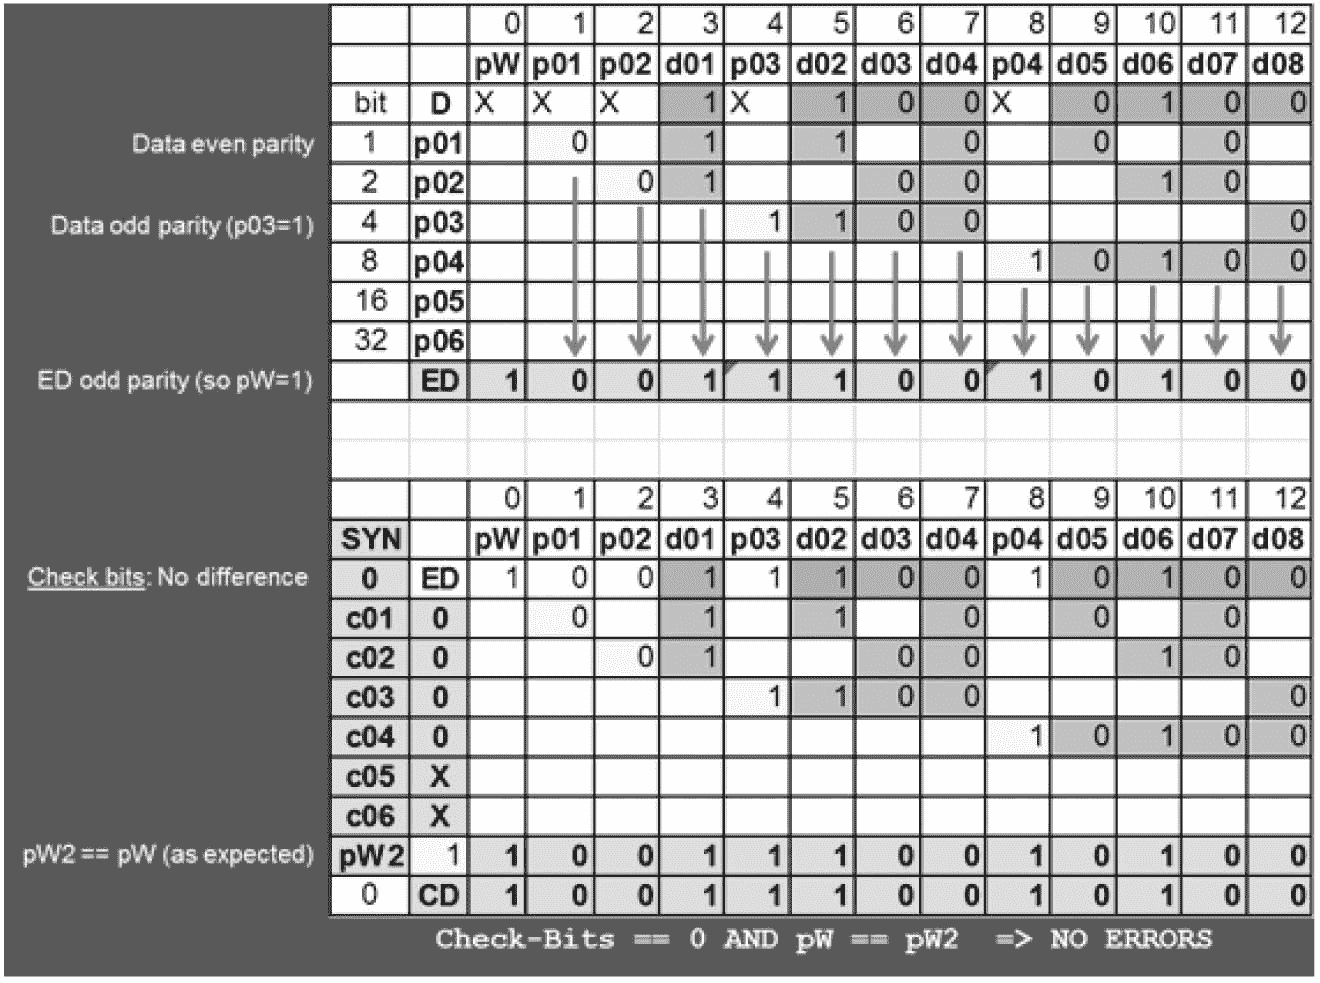 0 1 2 3 4 5 6 7 8 9 10 11 12
pW p01 p02 d01 p03 d02 d03 d04 p04 d05 d06 d07 d08
bit D X X X 1 X 1 0 0 X 0 1 0 0
Data even parity 1 p01 0 1 1 0 0 0
2 p02 0 1 0 0 1 0
Data odd parity (p03=1) 4 p03 1 1 0 0 0
8 p04 1 0 1 0 0
16 p05
32 p06
ED odd parity (so pW=1) ED 1 0 0 1 1 1 0 0 1 0 1 0 0
0 1 2 3 4 5 6 7 8 9 10 11 12
SYN pW p01 p02 d01 p03 d02 d03 d04 p04 d05 d06 d07 d08
Check bits: No difference 0 ED 1 0 0 1 1 1 0 0 1 0 1 0 0
c01 0 0 1 1 0 0 0
c02 0 0 1 0 0 1 0
c03 0 1 1 0 0 0
c04 0 1 0 1 0 0
c05 X
c06 X
pW2 == pW (as expected) pW2 1 1 0 0 1 1 1 0 0 1 0 1 0 0
0 CD 1 0 0 1 1 1 0 0 1 0 1 0 0
Check-Bits == 0 AND pW == pW2 => NO ERRORS